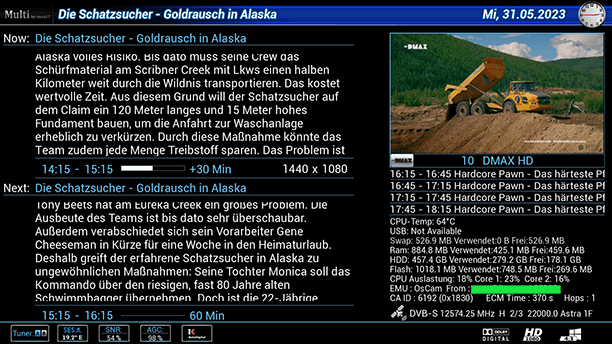 Multi by mnisi77
Die Schatzsucher - Goldrausch in Alaska
Mi, 31.05.2023
Now: Die Schatzsucher - Goldrausch in Alaska
Alaska volles Risiko. Bis dato muss seine Crew das
Schürfmaterial am Scribner Creek mit Lkws einen halben
Kilometer weit durch die Wildnis transportieren. Das kostet
wertvolle Zeit. Aus diesem Grund will der Schatzsucher auf
dem Claim ein 120 Meter langes und 15 Meter hohes
Fundament bauen, um die Anfahrt zur Waschanlage
erheblich zu verkürzen. Durch diese Maßnahme könnte das
Team zudem jede Menge Treibstoff sparen. Das Problem ist
14:15 - 15:15 +30 Min 1440 x 1080
Next: Die Schatzsucher - Goldrausch in Alaska
Tony Beets hat am Eureka Creek ein großes Problem. Die
Ausbeute des Teams ist bis dato sehr überschaubar.
Außerdem verabschiedet sich sein Vorarbeiter Gene
Cheeseman in Kürze für eine Woche in den Heimaturlaub.
Deshalb greift der erfahrene Schatzsucher in Alaska zu
ungewöhnlichen Maßnahmen: Seine Tochter Monica soll das
Kommando über den riesigen, fast 80 Jahre alten
Schwimmbagger übernehmen. Doch ist die 22-Jährige
15:15 - 16:15 60 Min
DMAX
DMAX
10 DMAX HD
16:15 - 16:45 Hardcore Pawn - Das härteste Pf
16:45 - 17:15 Hardcore Pawn - Das härteste Pf
17:15 - 17:45 Hardcore Pawn - Das härteste Pf
17:45 - 18:15 Hardcore Pawn - Das härteste Pf
CPU-Temp: 64°C
USB: Not Available
Swap: 526.9 MB Verwendet:0 B Frei:526.9 MB
Ram: 884.8 MB Verwendet:425.1 MB Frei:459.6 MB
HDD: 457.4 GB Verwendet:279.2 GB Frei:178.1 GB
Flash: 1018.1 MB Verwendet:748.5 MB Frei:269.6 MB
CPU Auslastung: 18% Core 1: 23% Core 2: 16%
EMU : OsCam From :
CA ID : 6192 (0x1830) ECM Time : 370 s Hops : 1
DVB-S 12574.25 MHz H 2/3 22000.0 Astra 1F
Tuner: A B
SES
19.2° E
SNR:
54 %
AGC:
98 %
K
DOLBY
DIGITAL
HD
1080
4:3